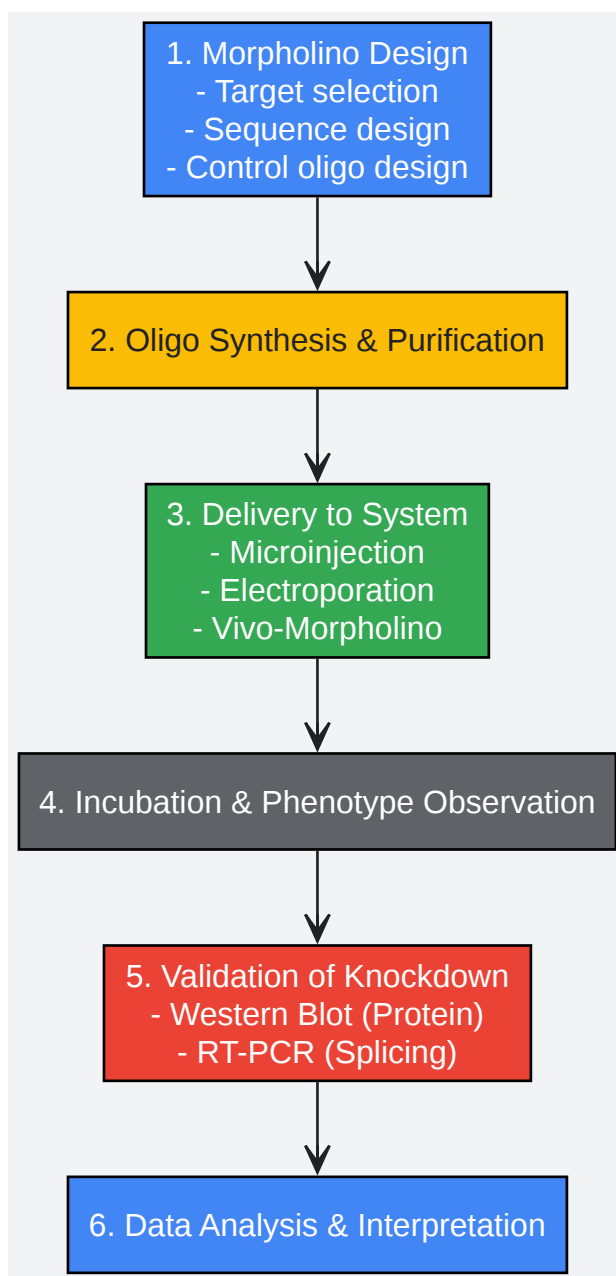 1. Morpholino Design
- Target selection
- Sequence design
- Control oligo design
2. Oligo Synthesis & Purification
3. Delivery to System
- Microinjection
- Electroporation
- Vivo-Morpholino
4. Incubation & Phenotype Observation
5. Validation of Knockdown
- Western Blot (Protein)
- RT-PCR (Splicing)
6. Data Analysis & Interpretation